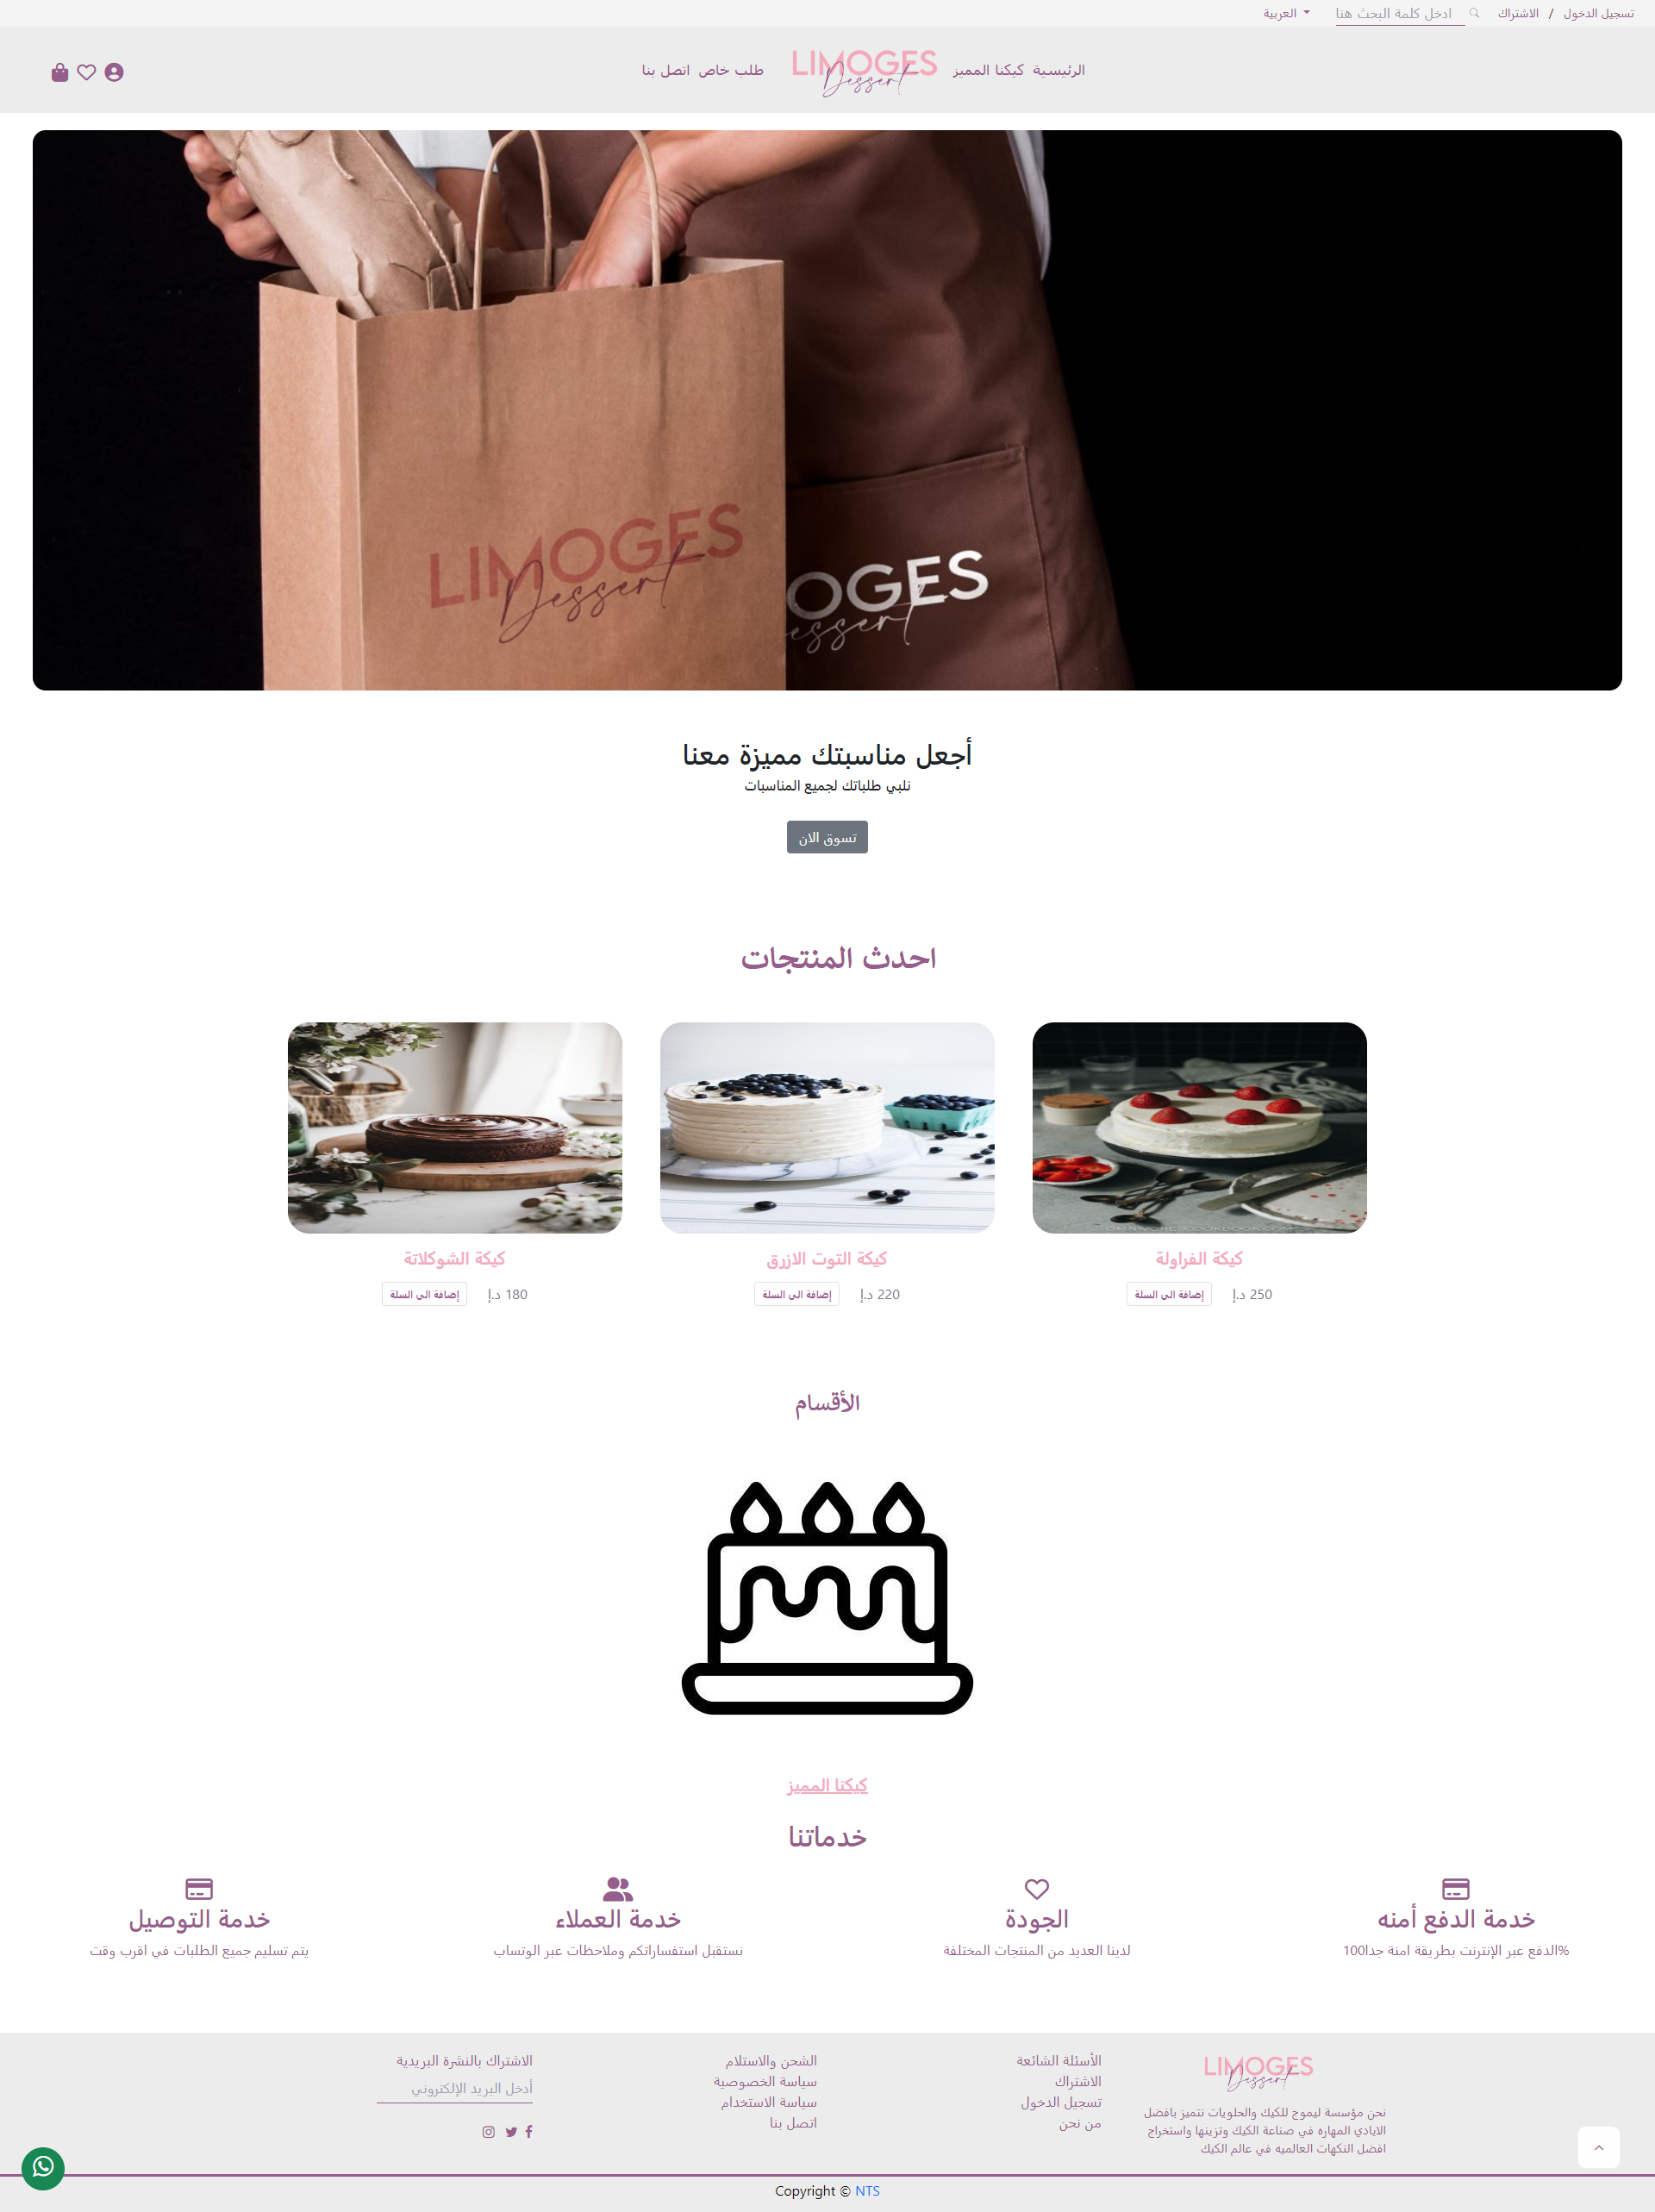 تسجيل الدخول / الاشتراك
ادخل كلمة البحث هنا
العربية
الرئيسية كيكنا المميز
LIMOGES
Dessert
طلب خاص اتصل بنا
LIMOGES
Dessert
OGES
essert
أجعل مناسبتك مميزة معنا
نلبي طلباتك لجميع المناسبات
تسوق الان
احدث المنتجات
كيكة الفراولة
250 د.إ
إضافة الى السلة
كيكة التوت الازرق
220 د.إ
إضافة الى السلة
كيكة الشوكلاتة
180 د.إ
إضافة الى السلة
الأقسام
كيكنا المميز
خدماتنا
خدمة الدفع أمنه
الدفع عبر الإنترنت بطريقة امنة جدا100%
الجودة
لدينا العديد من المنتجات المختلفة
خدمة العملاء
نستقبل استفساراتكم وملاحظات عبر الوتساب
خدمة التوصيل
يتم تسليم جميع الطلبات في اقرب وقت
LIMOGES
Dessert
نحن مؤسسة ليموج للكيك والحلويات نتميز بافضل
الايادي المهاره في صناعة الكيك وتزينها واستخراج
افضل النكهات العالميه في عالم الكيك
الأسئلة الشائعة
الاشتراك
تسجيل الدخول
من نحن
الشحن والاستلام
سياسة الخصوصية
سياسة الاستخدام
اتصل بنا
الاشتراك بالنشرة البريدية
أدخل البريد الإلكتروني
Copyright © NTS